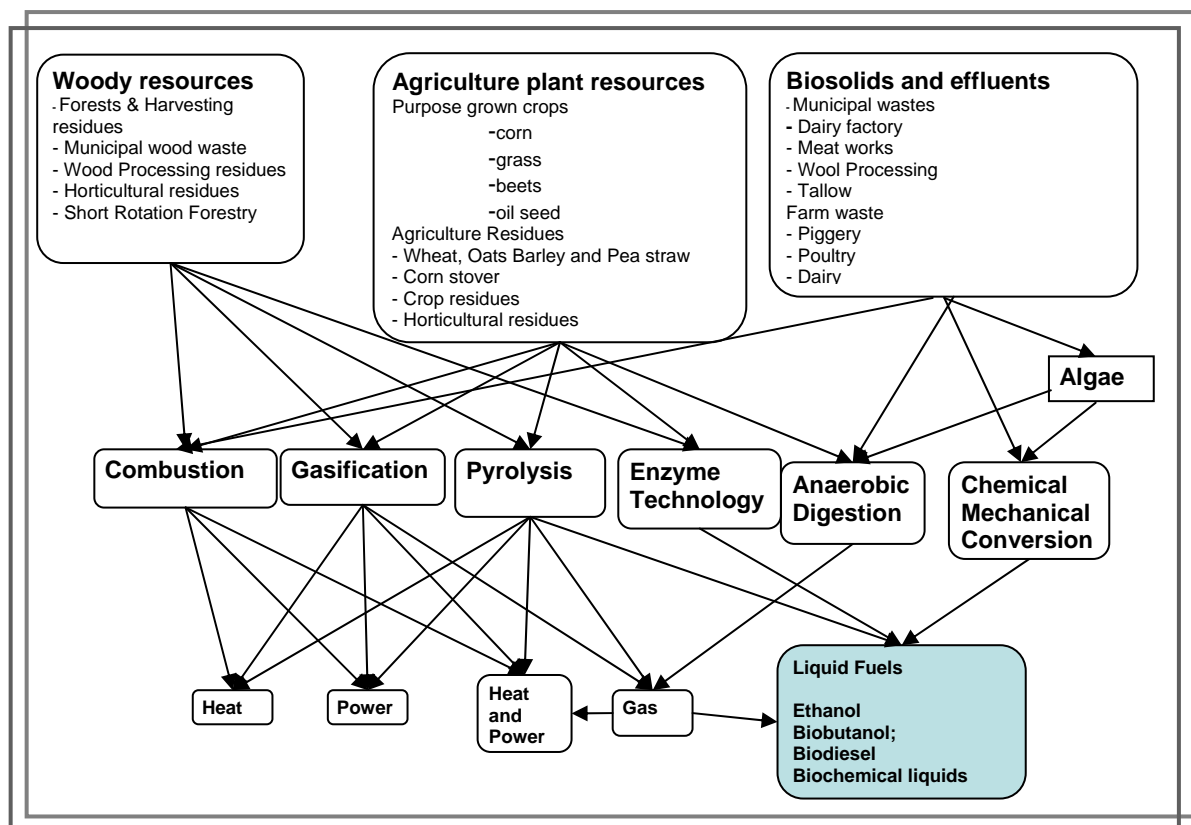 Woody resources
- Forests & Harvesting
residues
- Municipal wood waste
- Wood Processing residues
- Horticultural residues
- Short Rotation Forestry
Agriculture plant resources
Purpose grown crops
-corn
-grass
-beets
-oil seed
Agriculture Residues
- Wheat, Oats Barley and Pea straw
- Corn stover
- Crop residues
- Horticultural residues
Biosolids and effluents
- Municipal wastes
- Dairy factory
- Meat works
- Wool Processing
- Tallow
Farm waste
- Piggery
- Poultry
- Dairy
Algae
Combustion
Gasification
Pyrolysis
Enzyme
Technology
Anaerobic
Digestion
Chemical
Mechanical
Conversion
Heat
Power
Heat
and
Power
Gas
Liquid Fuels
Ethanol
Biobutanol;
Biodiesel
Biochemical liquids